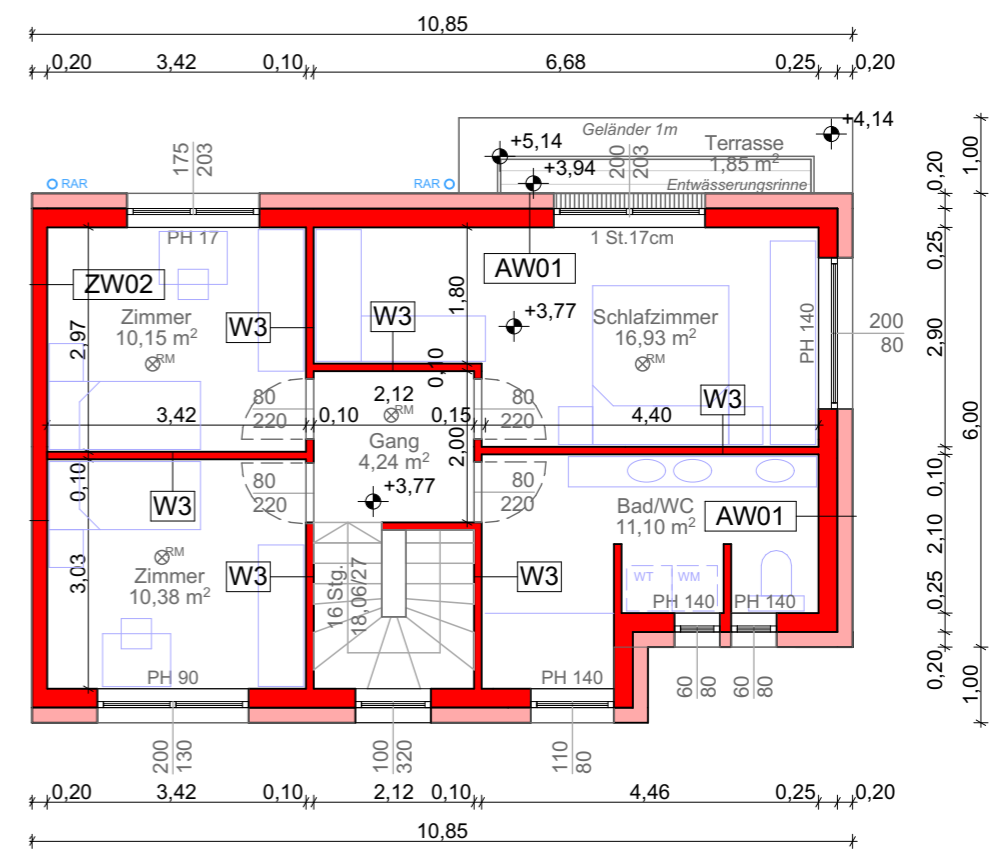 10,85
0,20 3,42 0,10 6,68 0,25 0,20
+4,14
Geländer 1m
+5,14
Terrasse
1,85 m²
+3,94
175
203
200
203
Entwässerungsrinne
RAR
RAR
0,20
1,00
PH 17
1 St.17cm
AW01
0,25
ZW02
1,80
+3,77
Zimmer
10,15 m²
RM
W3
W3
Schlafzimmer
16,93 m²
RM
PH 140
200
80
2,90
2,97
0,10
2,12
RM
W3
6,00
80
220
80
220
3,42 0,10 0,15 4,40
Gang
4,24 m²
2,00
0,10
80
220
80
220
0,10
+3,77
W3
Bad/WC
11,10 m²
AW01
2,10
RM
Zimmer
10,38 m²
3,03
W3
16 Stg.
18,06/27
W3
WT
WM
PH 140
PH 140
0,25
PH 90
PH 140
60
80
60
80
0,20
1,00
200
130
100
320
110
80
0,20 3,42 0,10 2,12 0,10 4,46 0,25 0,20
10,85